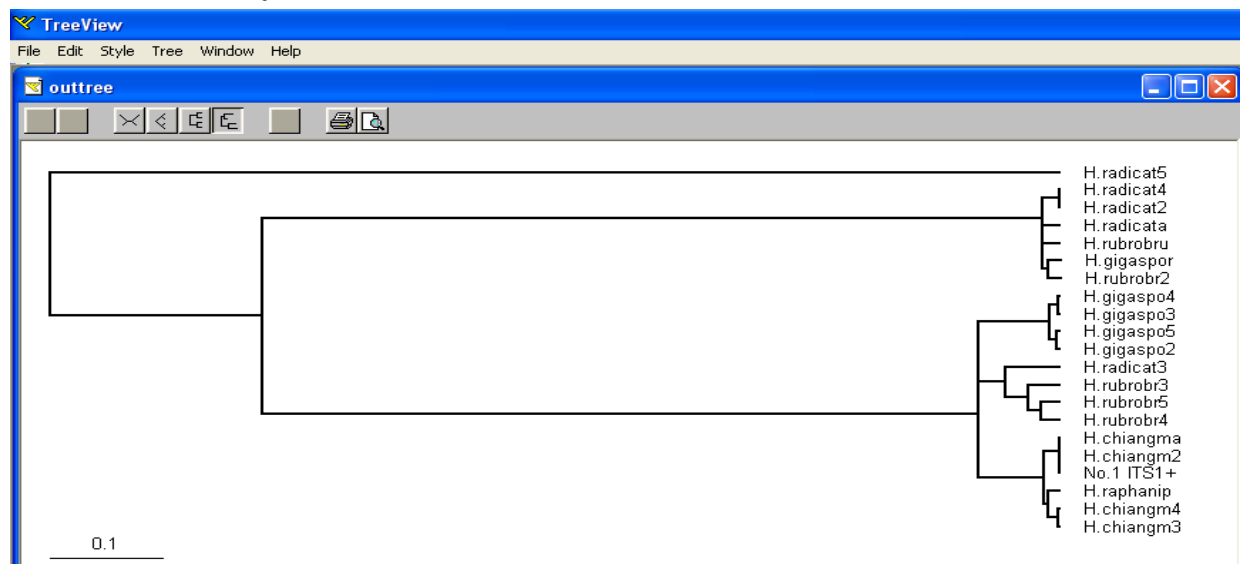 TreeView
File Edit Style Tree Window Help
outtree
H.radicat5
H.radicat4
H.radicat2
H.radicata
H.rubrobru
H.gigaspor
H.rubrobr2
H.gigaspo4
H.gigaspo3
H.gigaspo5
H.gigaspo2
H.radicat3
H.rubrobr3
H.rubrobr5
H.rubrobr4
H.chiangma
H.chiangm2
No.1 ITS1+
H.raphanip
H.chiangm4
H.chiangm3
0.1